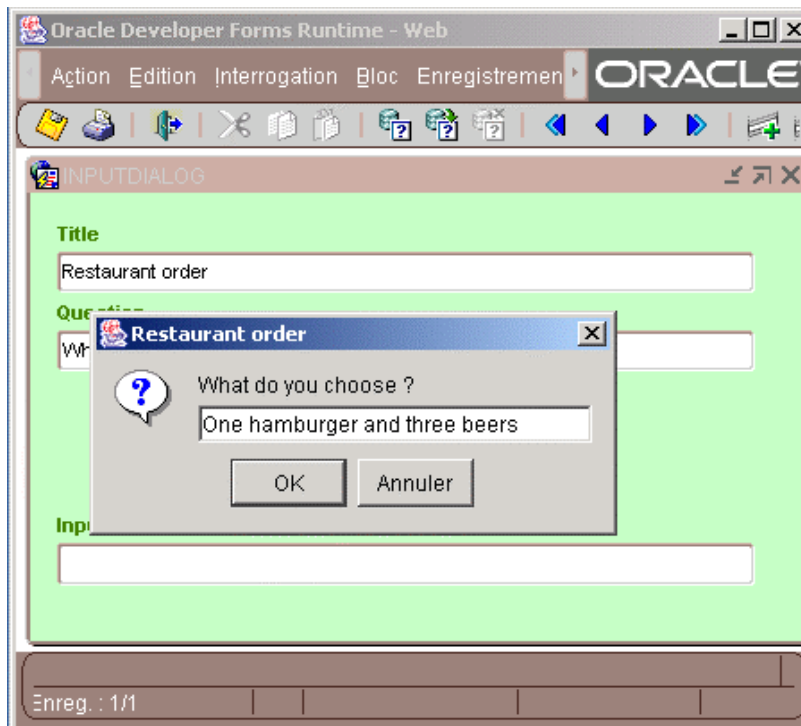 Oracle Developer Forms Runtime - Web
Action Edition Interrogation Bloc Enregistremen ORACLE
INPUTDIALOG
Title
Restaurant order
Restaurant order
What do you choose ?
One hamburger and three beers
OK Annuler
Enreg. : 1/1